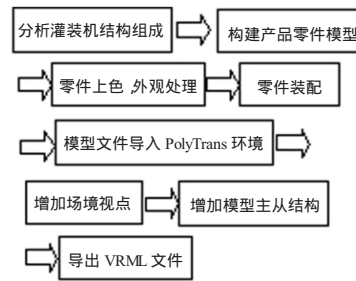 分析灌装机结构组成
构建产品零件模型
零件上色,外观处理
零件装配
模型文件导入 PolyTrans 环境
增加场境视点
增加模型主从结构
导出 VRML 文件